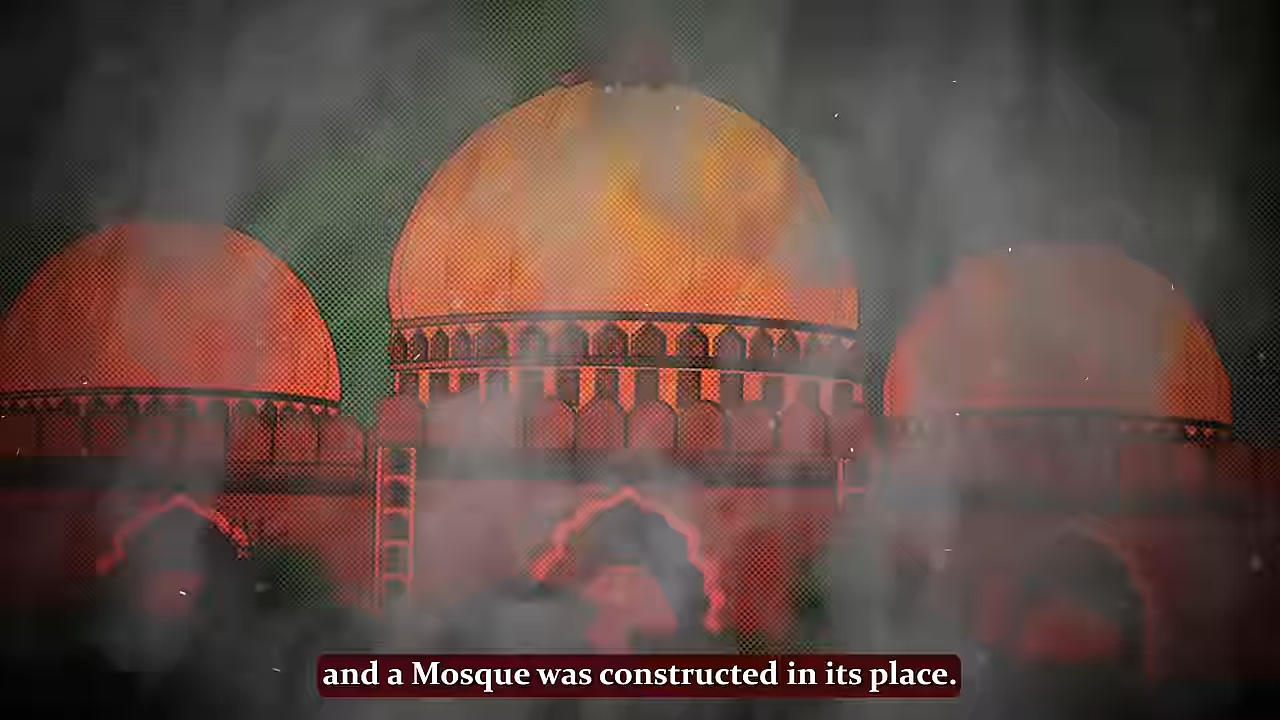 and a Mosque was constructed in its place.